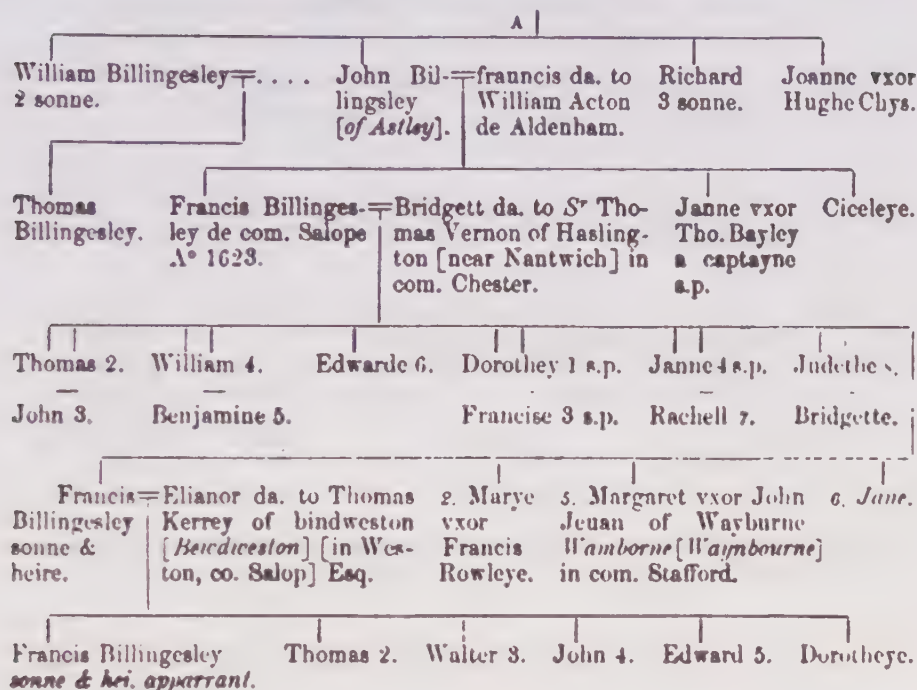 A
William Billingesley=. . . . John Bil-=frauncis da. to Richard Joanne vxor
2 sonne. lingsley William Acton 3 sonne. Hughe Chys.
[of Astley]. de Aldenham.
Thomas Francis Billinges-=Bridgett da. to Sr Tho- Janne vxor Ciceleye.
Billingesley. ley de com. Salope mas Vernon of Hasling- Tho. Bayley
Ao 1623. ton [near Nantwich] in a captayne
com. Chester. s.p.
Thomas 2. William 4. Edwarde 6. Dorothey 1 s.p. Janne 4 s.p. Judethe
John 3. Benjamine 5. Francise 3 s.p. Rachell 7. Bridgette.
Francis=Elianor da. to Thomas 2. Marye 5. Margaret vxor John 6. Jane.
Billingesley Kerrey of bindweston vxor Jeuan of Wayburne
sonne & [Beirdweston] [in Wes- Francis Wamborne [Waynbourne]
heire. ton, co. Salop] Esq. Rowleye. in com. Stafford.
Francis Billingesley Thomas 2. Walter 3. John 4. Edward 5. Dorotheye.
sonne & hei. apparrant.